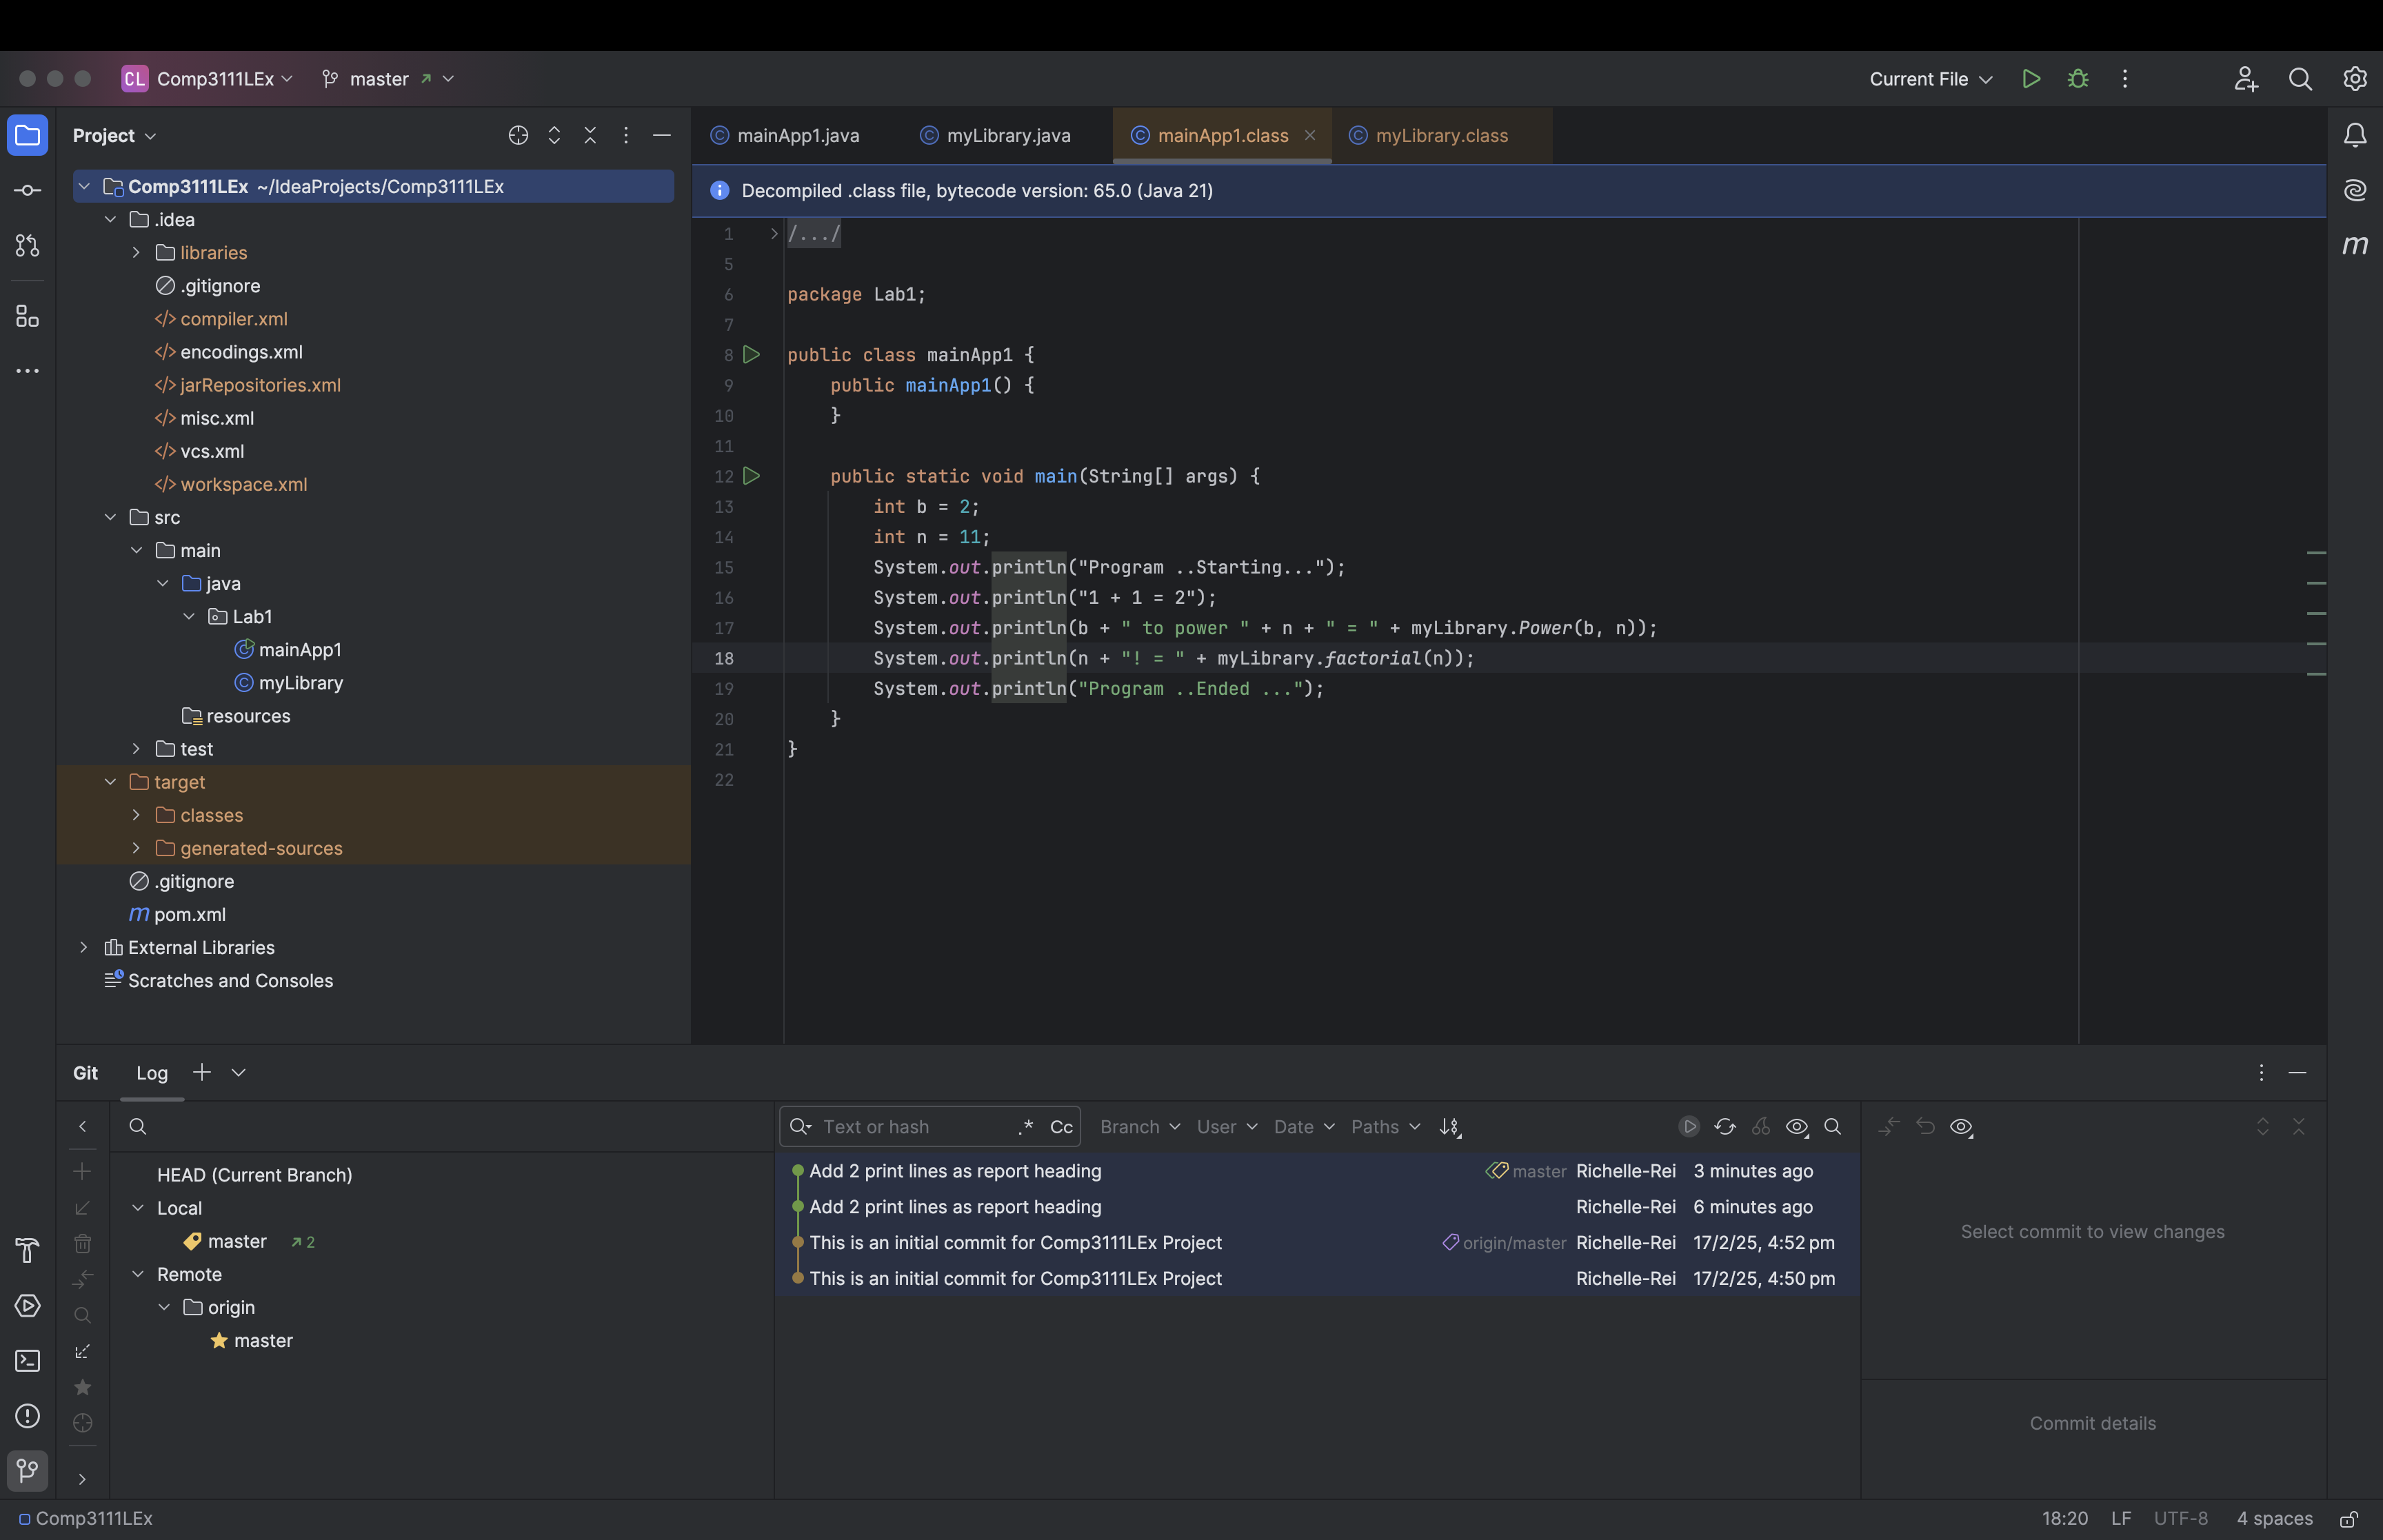 CL Comp3111LEx master Current File
Project
Comp3111LEx ~/IdeaProjects/Comp3111LEx
.idea
libraries
.gitignore
compiler.xml
encodings.xml
jarRepositories.xml
misc.xml
vcs.xml
workspace.xml
src
main
java
Lab1
mainApp1
myLibrary
resources
test
target
classes
generated-sources
.gitignore
m pom.xml
External Libraries
Scratches and Consoles
mainApp1.java myLibrary.java mainApp1.class myLibrary.class
m
Decompiled .class file, bytecode version: 65.0 (Java 21)
1 /.../
5
6 package Lab1;
7
8 public class mainApp1 {
9 public mainApp1() {
10 }
11
12 public static void main(String[] args) {
13 int b = 2;
14 int n = 11;
15 System.out.println("Program ..Starting...");
16 System.out.println("1 + 1 = 2");
17 System.out.println(b + " to power " + n + " = " + myLibrary.Power(b, n));
18 System.out.println(n + "! = " + myLibrary.factorial(n));
19 System.out.println("Program ..Ended ...");
20 }
21 }
22
Git Log
HEAD (Current Branch)
Local
master 2
Remote
origin
master
Text or hash .* Cc Branch User Date Paths
Add 2 print lines as report heading master Richelle-Rei 3 minutes ago
Add 2 print lines as report heading Richelle-Rei 6 minutes ago
This is an initial commit for Comp3111LEx Project origin/master Richelle-Rei 17/2/25, 4:52 pm
This is an initial commit for Comp3111LEx Project Richelle-Rei 17/2/25, 4:50 pm
Select commit to view changes
Commit details
Comp3111LEx 18:20 LF UTF-8 4 spaces